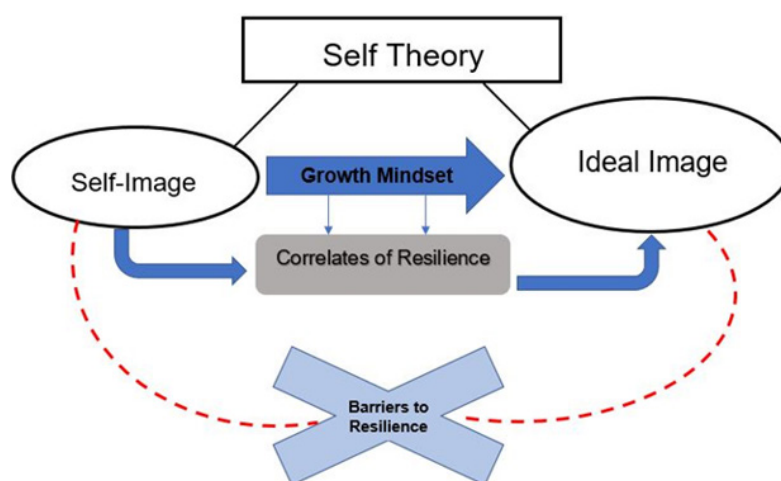 Self Theory
Self-Image
Growth Mindset
Ideal Image
Correlates of Resilience
Barriers to
Resilience